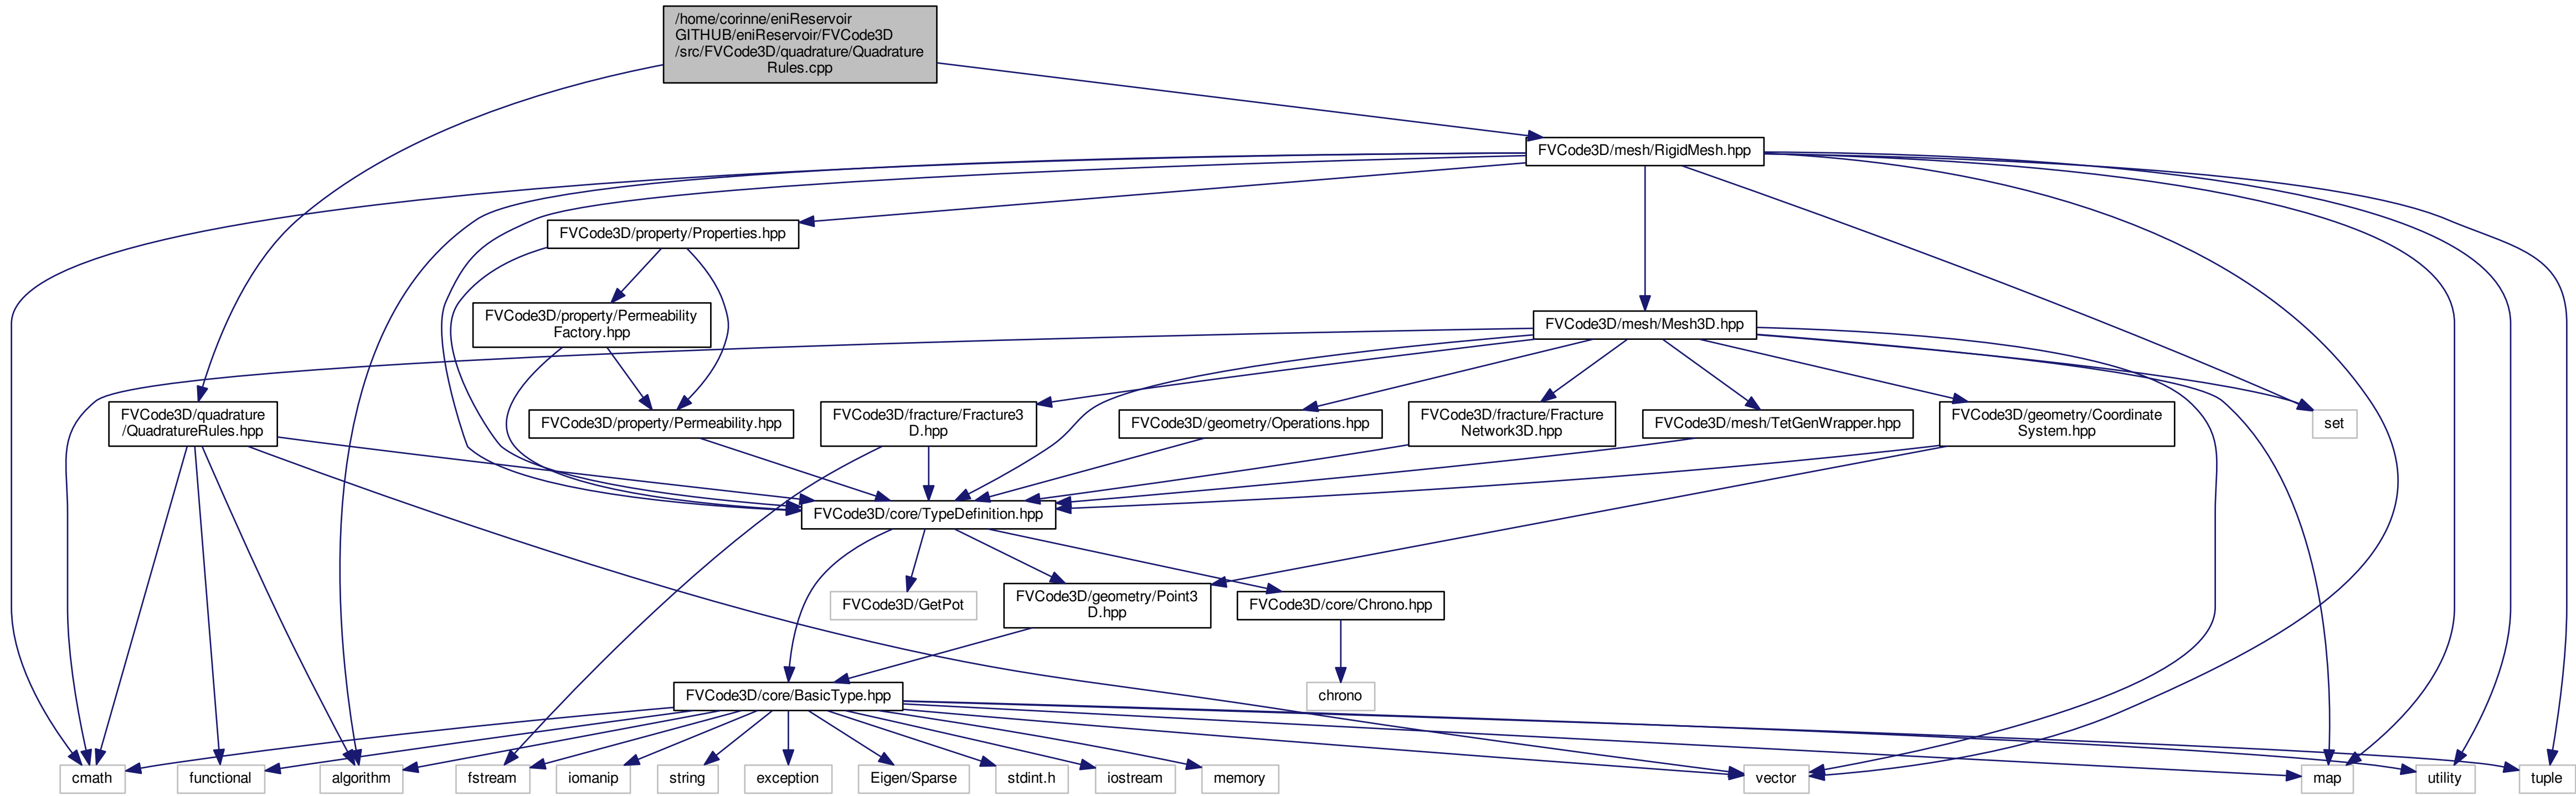 /home/corinne/eniReservoir
GITHUB/eniReservoir/FVCode3D
/src/FVCode3D/quadrature/Quadrature
Rules.cpp
FVCode3D/mesh/RigidMesh.hpp
FVCode3D/property/Properties.hpp
FVCode3D/property/Permeability
Factory.hpp
FVCode3D/mesh/Mesh3D.hpp
FVCode3D/quadrature
/QuadratureRules.hpp
FVCode3D/property/Permeability.hpp
FVCode3D/fracture/Fracture3
D.hpp
FVCode3D/geometry/Operations.hpp
FVCode3D/fracture/Fracture
Network3D.hpp
FVCode3D/mesh/TetGenWrapper.hpp
FVCode3D/geometry/Coordinate
System.hpp
set
FVCode3D/core/TypeDefinition.hpp
FVCode3D/GetPot
FVCode3D/geometry/Point3
D.hpp
FVCode3D/core/Chrono.hpp
FVCode3D/core/BasicType.hpp
chrono
cmath
functional
algorithm
fstream
iomanip
string
exception
Eigen/Sparse
stdint.h
iostream
memory
vector
map
utility
tuple